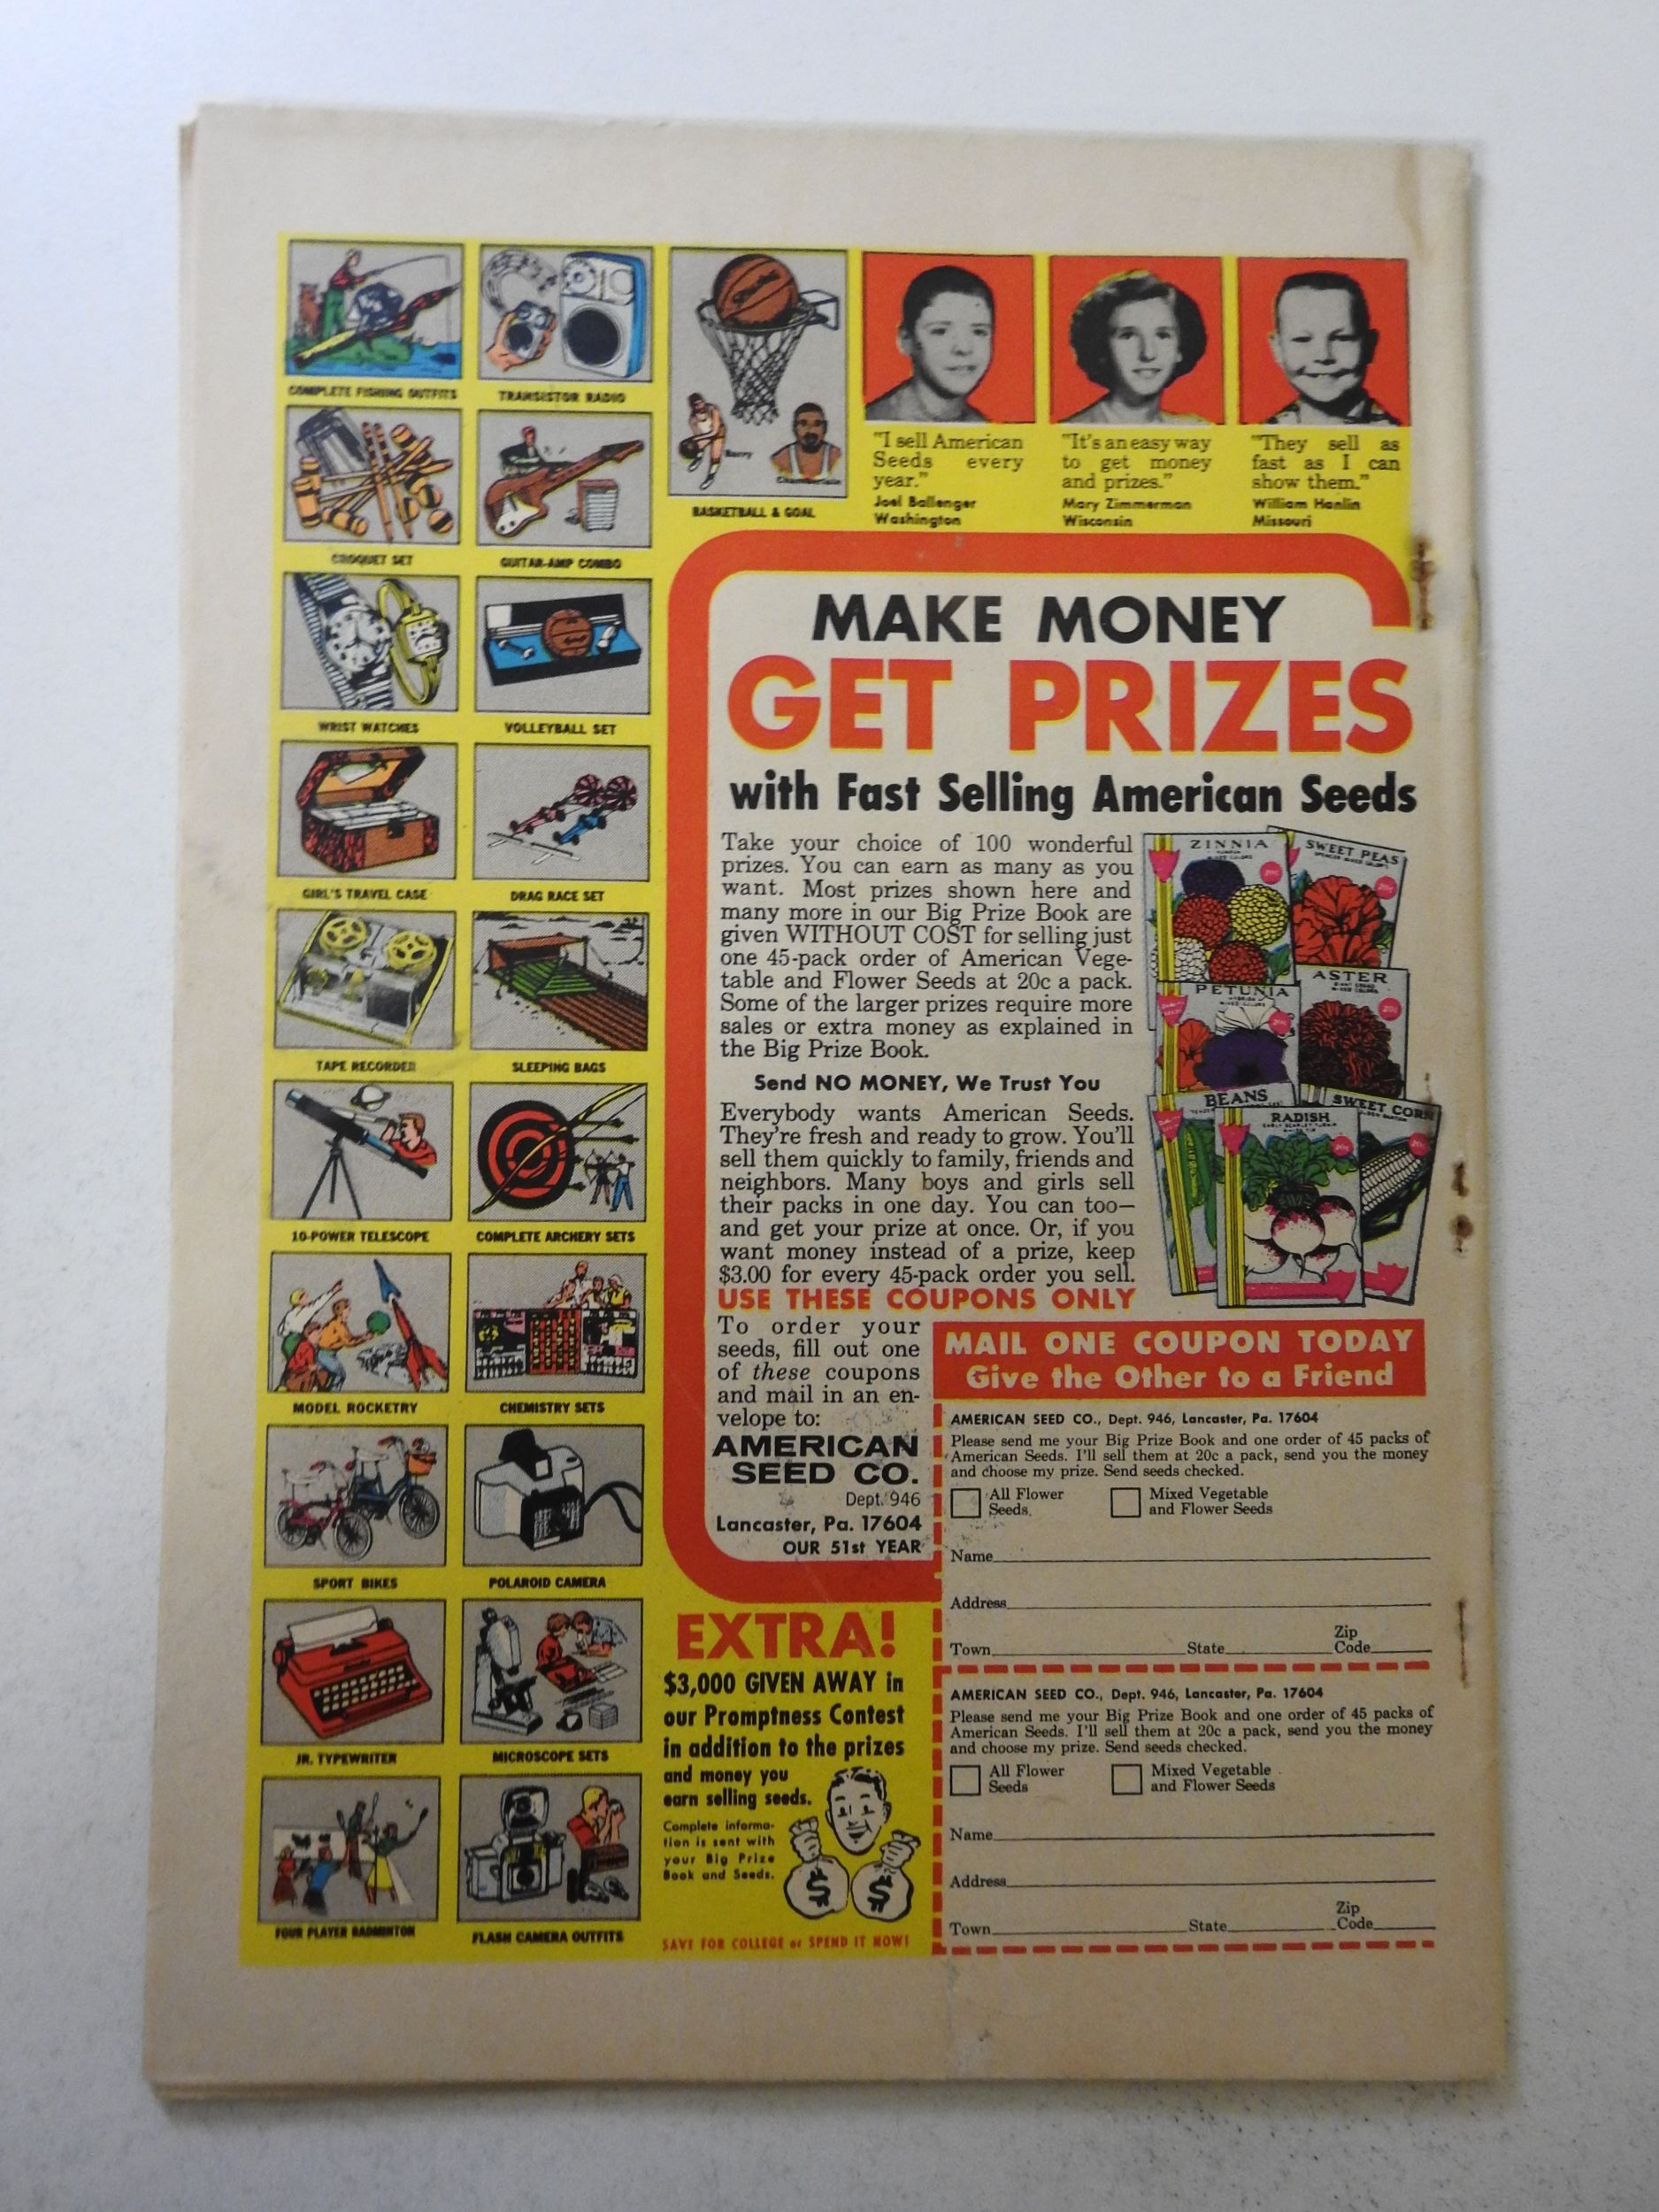 COMPLETE FISHING OUTFITS
TRANSISTOR RADIO
CROQUET SET
GUITAR-AMP COMBO
WRIST WATCHES
VOLLEYBALL SET
GIRL'S TRAVEL CASE
DRAG RACE SET
TAPE RECORDER
SLEEPING BAGS
10-POWER TELESCOPE
COMPLETE ARCHERY SETS
MODEL ROCKETRY
CHEMISTRY SETS
SPORT BIKES
POLAROID CAMERA
JR. TYPEWRITER
MICROSCOPE SETS
FOUR PLAYER BADMINTON
FLASH CAMERA OUTFITS
Barry
Chamberlain
BASKETBALL & GOAL
"I sell American
Seeds every
year."
Joel Ballenger
Washington
"It's an easy way
to get money
and prizes."
Mary Zimmerman
Wisconsin
"They sell as
fast as I can
show them."
William Hanlin
Missouri
MAKE MONEY
GET PRIZES
with Fast Selling American Seeds
Take your choice of 100 wonderful
prizes. You can earn as many as you
want. Most prizes shown here and
many more in our Big Prize Book are
given WITHOUT COST for selling just
one 45-pack order of American Vege-
table and Flower Seeds at 20c a pack.
Some of the larger prizes require more
sales or extra money as explained in
the Big Prize Book.
Send NO MONEY, We Trust You
Everybody wants American Seeds.
They're fresh and ready to grow. You'll
sell them quickly to family, friends and
neighbors. Many boys and girls sell
their packs in one day. You can too—
and get your prize at once. Or, if you
want money instead of a prize, keep
$3.00 for every 45-pack order you sell.
USE THESE COUPONS ONLY
To order your
seeds, fill out one
of these coupons
and mail in an en-
velope to:
AMERICAN
SEED CO.
Dept. 946
Lancaster, Pa. 17604
OUR 51st YEAR
ZINNIA
SWEET PEAS
PETUNIA
ASTER
BEANS
RADISH
SWEET CORN
MAIL ONE COUPON TODAY
Give the Other to a Friend
AMERICAN SEED CO., Dept. 946, Lancaster, Pa. 17604
Please send me your Big Prize Book and one order of 45 packs of
American Seeds. I'll sell them at 20c a pack, send you the money
and choose my prize. Send seeds checked.
All Flower
Seeds.
Mixed Vegetable
and Flower Seeds
Name
Address
Town State Zip
Code
AMERICAN SEED CO., Dept. 946, Lancaster, Pa. 17604
Please send me your Big Prize Book and one order of 45 packs of
American Seeds. I'll sell them at 20c a pack, send you the money
and choose my prize. Send seeds checked.
All Flower
Seeds
Mixed Vegetable
and Flower Seeds
Name
Address
Town State Zip
Code
EXTRA!
$3,000 GIVEN AWAY in
our Promptness Contest
in addition to the prizes
and money you
earn selling seeds.
Complete informa-
tion is sent with
your Big Prize
Book and Seeds.
$ $
SAVE FOR COLLEGE or SPEND IT NOW!